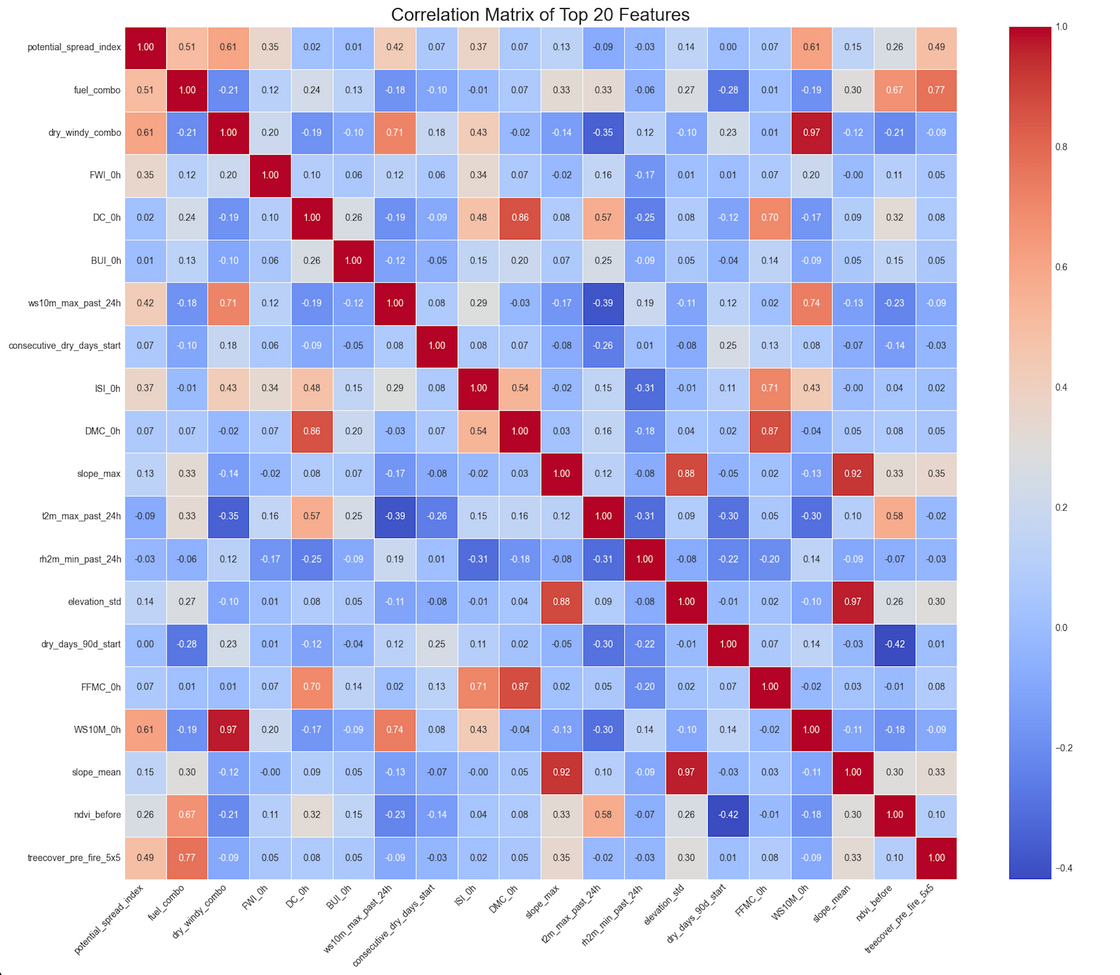 Correlation Matrix of Top 20 Features
potential_spread_index 1.00 0.51 0.61 0.35 0.02 0.01 0.42 0.07 0.37 0.07 0.13 -0.09 -0.03 0.14 0.00 0.07 0.61 0.15 0.26 0.49
fuel_combo 0.51 1.00 -0.21 0.12 0.24 0.13 -0.18 -0.10 -0.01 0.07 0.33 0.33 -0.06 0.27 -0.28 0.01 -0.19 0.30 0.67 0.77
dry_windy_combo 0.61 -0.21 1.00 0.20 -0.19 -0.10 0.71 0.18 0.43 -0.02 -0.14 -0.35 0.12 -0.10 0.23 0.01 0.97 -0.12 -0.21 -0.09
FWI_0h 0.35 0.12 0.20 1.00 0.10 0.06 0.12 0.06 0.34 0.07 -0.02 0.16 -0.17 0.01 0.01 0.07 0.20 -0.00 0.11 0.05
DC_0h 0.02 0.24 -0.19 0.10 1.00 0.26 -0.19 -0.09 0.48 0.86 0.08 0.57 -0.25 0.08 -0.12 0.70 -0.17 0.09 0.32 0.08
BUI_0h 0.01 0.13 -0.10 0.06 0.26 1.00 -0.12 -0.05 0.15 0.20 0.07 0.25 -0.09 0.05 -0.04 0.14 -0.09 0.05 0.15 0.05
ws10m_max_past_24h 0.42 -0.18 0.71 0.12 -0.19 -0.12 1.00 0.08 0.29 -0.03 -0.17 -0.39 0.19 -0.11 0.12 0.02 0.74 -0.13 -0.23 -0.09
consecutive_dry_days_start 0.07 -0.10 0.18 0.06 -0.09 -0.05 0.08 1.00 0.08 0.07 -0.08 -0.26 0.01 -0.08 0.25 0.13 0.08 -0.07 -0.14 -0.03
ISI_0h 0.37 -0.01 0.43 0.34 0.48 0.15 0.29 0.08 1.00 0.54 -0.02 0.15 -0.31 -0.01 0.11 0.71 0.43 -0.00 0.04 0.02
DMC_0h 0.07 0.07 -0.02 0.07 0.86 0.20 -0.03 0.07 0.54 1.00 0.03 0.16 -0.18 0.04 0.02 0.87 -0.04 0.05 0.08 0.05
slope_max 0.13 0.33 -0.14 -0.02 0.08 0.07 -0.17 -0.08 -0.02 0.03 1.00 0.12 -0.08 0.88 -0.05 0.02 -0.13 0.92 0.33 0.35
t2m_max_past_24h -0.09 0.33 -0.35 0.16 0.57 0.25 -0.39 -0.26 0.15 0.16 0.12 1.00 -0.31 0.09 -0.30 0.05 -0.30 0.10 0.58 -0.02
rh2m_min_past_24h -0.03 -0.06 0.12 -0.17 -0.25 -0.09 0.19 0.01 -0.31 -0.18 -0.08 -0.31 1.00 -0.08 -0.22 -0.20 0.14 -0.09 -0.07 -0.03
elevation_std 0.14 0.27 -0.10 0.01 0.08 0.05 -0.11 -0.08 -0.01 0.04 0.88 0.09 -0.08 1.00 -0.01 0.02 -0.10 0.97 0.26 0.30
dry_days_90d_start 0.00 -0.28 0.23 0.01 -0.12 -0.04 0.12 0.25 0.11 0.02 -0.05 -0.30 -0.22 -0.01 1.00 0.07 0.14 -0.03 -0.42 0.01
FFMC_0h 0.07 0.01 0.01 0.07 0.70 0.14 0.02 0.13 0.71 0.87 0.02 0.05 -0.20 0.02 0.07 1.00 -0.02 0.03 -0.01 0.08
WS10M_0h 0.61 -0.19 0.97 0.20 -0.17 -0.09 0.74 0.08 0.43 -0.04 -0.13 -0.30 0.14 -0.10 0.14 -0.02 1.00 -0.11 -0.18 -0.09
slope_mean 0.15 0.30 -0.12 -0.00 0.09 0.05 -0.13 -0.07 -0.00 0.05 0.92 0.10 -0.09 0.97 -0.03 0.03 -0.11 1.00 0.30 0.33
ndvi_before 0.26 0.67 -0.21 0.11 0.32 0.15 -0.23 -0.14 0.04 0.08 0.33 0.58 -0.07 0.26 -0.42 -0.01 -0.18 0.30 1.00 0.10
treecover_pre_fire_5x5 0.49 0.77 -0.09 0.05 0.08 0.05 -0.09 -0.03 0.02 0.05 0.35 -0.02 -0.03 0.30 0.01 0.08 -0.09 0.33 0.10 1.00
potential_spread_index fuel_combo dry_windy_combo FWI_0h DC_0h BUI_0h ws10m_max_past_24h consecutive_dry_days_start ISI_0h DMC_0h slope_max t2m_max_past_24h rh2m_min_past_24h elevation_std dry_days_90d_start FFMC_0h WS10M_0h slope_mean ndvi_before treecover_pre_fire_5x5
1.0
0.8
0.6
0.4
0.2
0.0
−0.2
−0.4